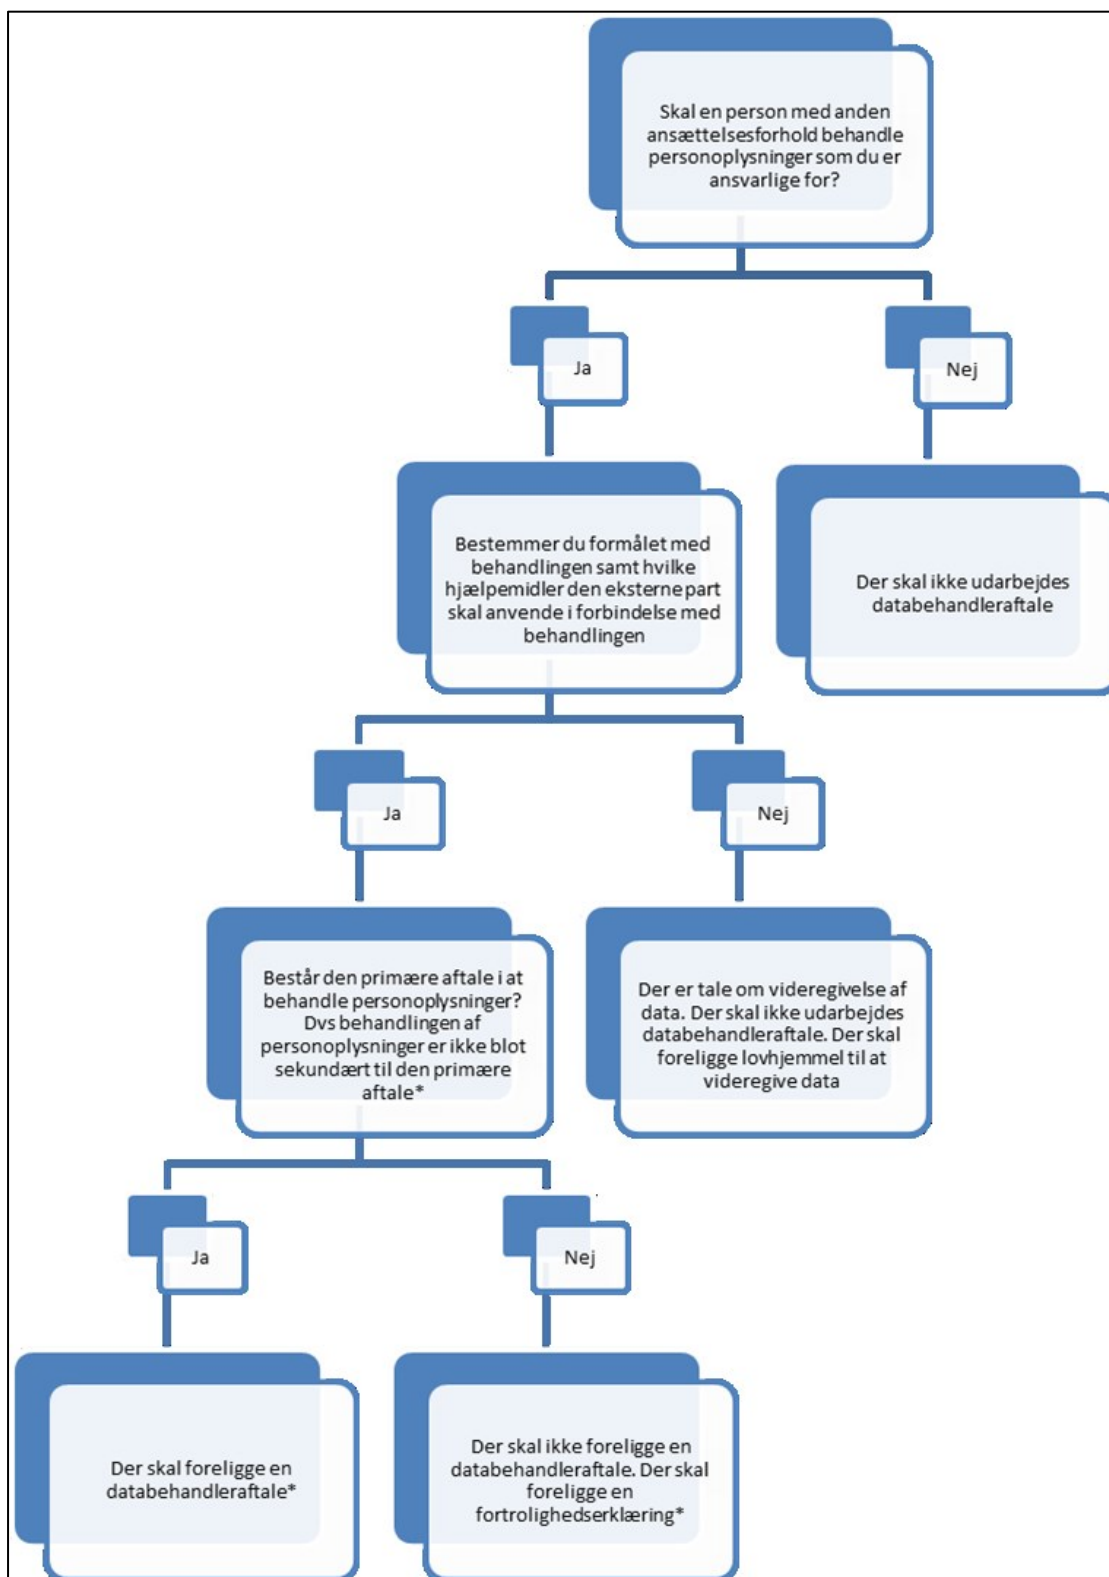 Skal en person med anden
ansættelsesforhold behandle
personoplysninger som du er
ansvarlige for?
Ja
Nej
Bestemmer du formålet med
behandlingen samt hvilke
hjælpemidler den eksterne part
skal anvende i forbindelse med
behandlingen
Der skal ikke udarbejdes
databehandleraftale
Ja
Nej
Består den primære aftale i at
behandle personoplysninger?
Dvs behandlingen af
personoplysninger er ikke blot
sekundært til den primære
aftale*
Der er tale om videregivelse af
data. Der skal ikke udarbejdes
databehandleraftale. Der skal
foreligge lovhjemmel til at
videregive data
Ja
Nej
Der skal foreligge en
databehandleraftale*
Der skal ikke foreligge en
databehandleraftale. Der skal
foreligge en
fortrolighedserklæring*